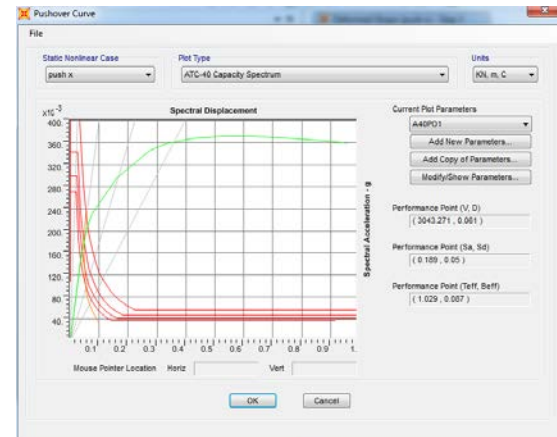 Pushover Curve
File
Static Nonlinear Case
push x
Plot Type
ATC-40 Capacity Spectrum
Units
KN, m, C
x10 -3
Spectral Displacement
400.
360.
320.
280.
240.
200.
160.
120.
80.
40.
0.1 0.2 0.3 0.4 0.5 0.6 0.7 0.8 0.9 1.
Spectral Acceleration - g
Mouse Pointer Location Horiz Vert
Current Plot Parameters
A40PO1
Add New Parameters...
Add Copy of Parameters...
Modify/Show Parameters...
Performance Point (V, D)
( 3043.271 , 0.061 )
Performance Point (Sa, Sd)
( 0.189 , 0.05 )
Performance Point (Teff, Beff)
( 1.029 , 0.087 )
OK Cancel